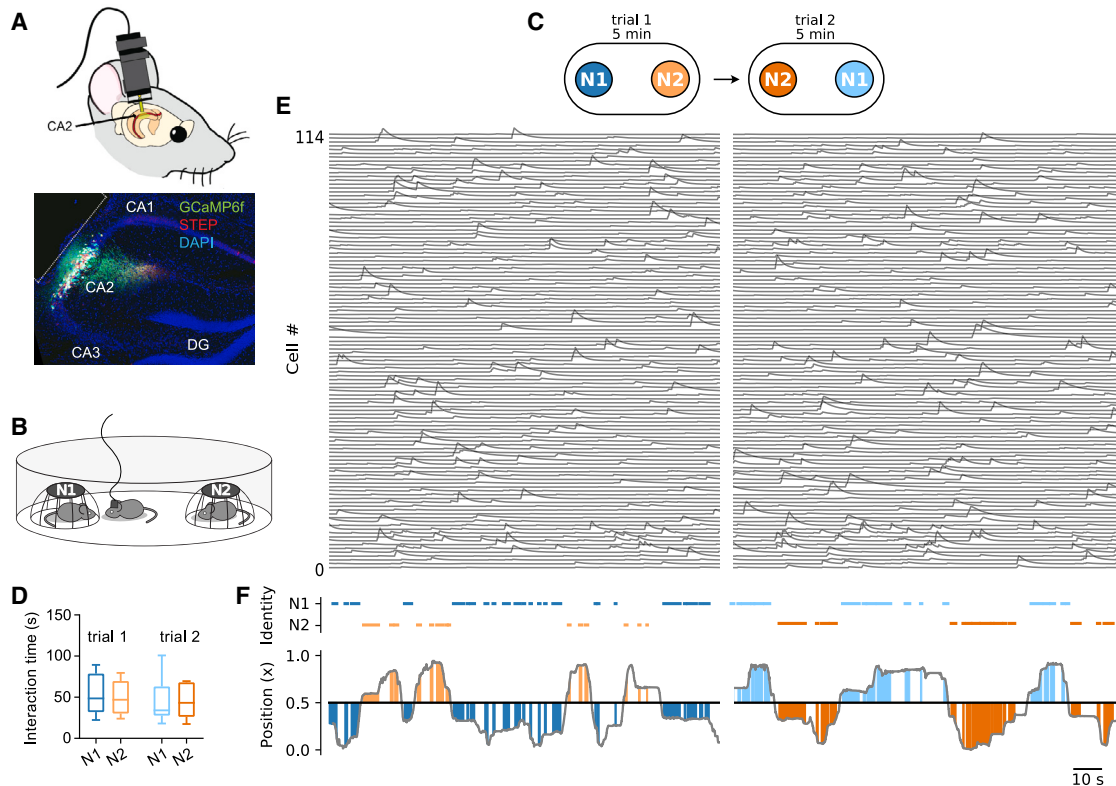 A
CA2
CA1
GCaMP6f
STEP
DAPI
CA2
CA3
DG
B
N1
N2
C
trial 1
5 min
trial 2
5 min
N1
N2
N2
N1
D
150
100
50
0
Interaction time (s)
trial 1
trial 2
N1
N2
N1
N2
E
114
Cell #
0
F
N1
N2
Identity
1.0
0.5
0.0
Position (x)
10 s